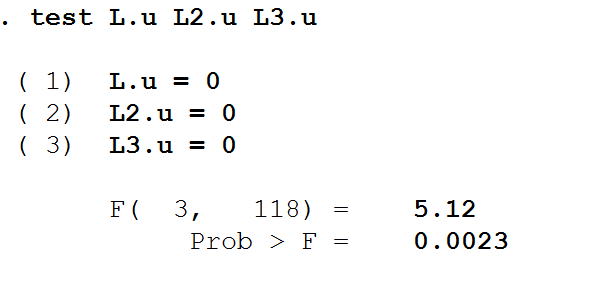 . test L.u L2.u L3.u
( 1) L.u = 0
( 2) L2.u = 0
( 3) L3.u = 0
F( 3, 118) = 5.12
Prob > F = 0.0023